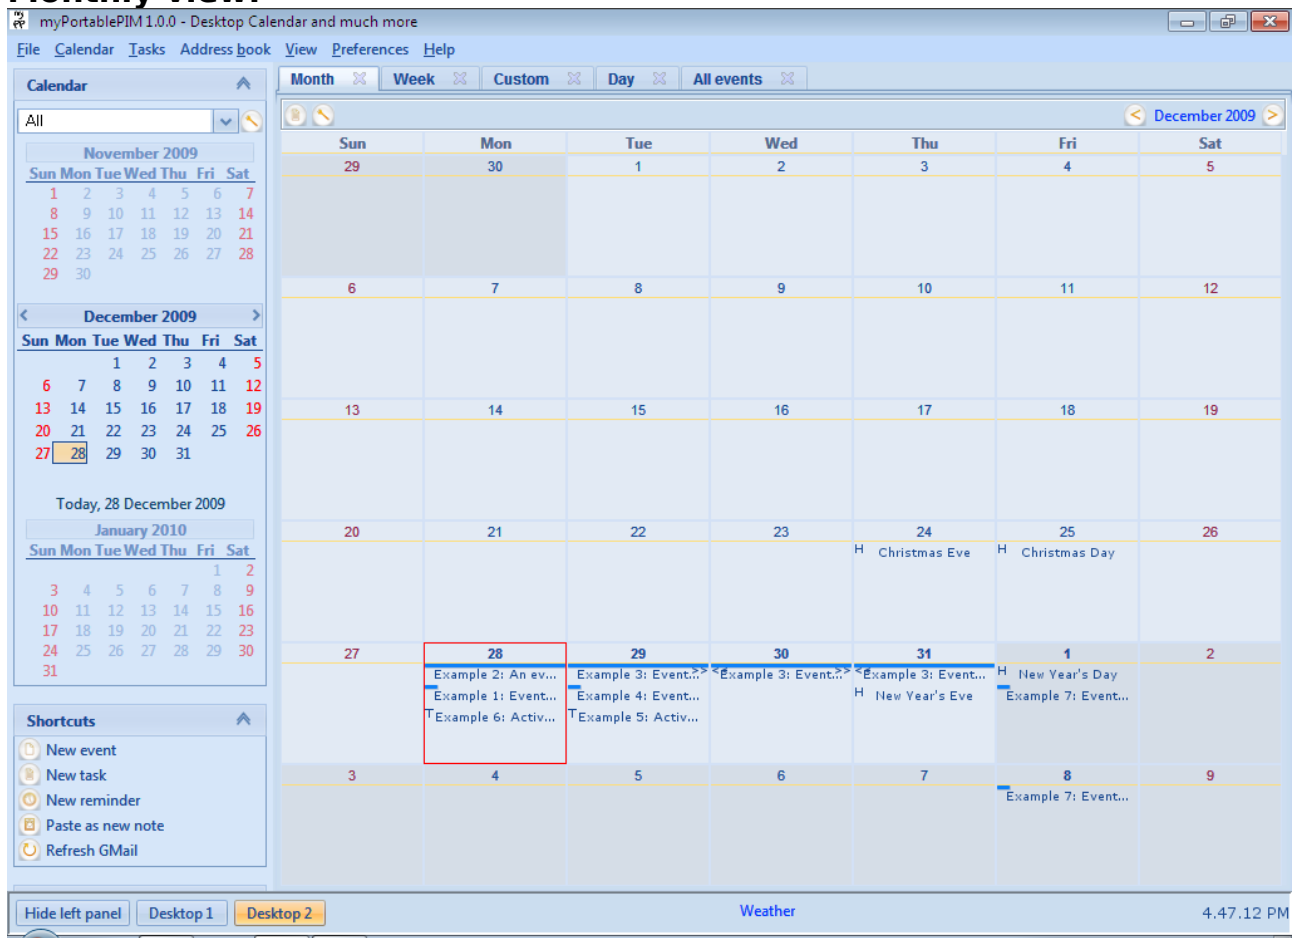 Monthly view:
myPortablePIM 1.0.0 - Desktop Calendar and much more
File Calendar Tasks Address book View Preferences Help
Calendar
All
November 2009
Sun Mon Tue Wed Thu Fri Sat
1 2 3 4 5 6 7
8 9 10 11 12 13 14
15 16 17 18 19 20 21
22 23 24 25 26 27 28
29 30
December 2009
Sun Mon Tue Wed Thu Fri Sat
1 2 3 4 5
6 7 8 9 10 11 12
13 14 15 16 17 18 19
20 21 22 23 24 25 26
27 28 29 30 31
Today, 28 December 2009
January 2010
Sun Mon Tue Wed Thu Fri Sat
1 2
3 4 5 6 7 8 9
10 11 12 13 14 15 16
17 18 19 20 21 22 23
24 25 26 27 28 29 30
31
Shortcuts
New event
New task
New reminder
Paste as new note
Refresh GMail
Month Week Custom Day All events
< December 2009 >
Sun Mon Tue Wed Thu Fri Sat
29 30 1 2 3 4 5
6 7 8 9 10 11 12
13 14 15 16 17 18 19
20 21 22 23 24 25 26
H Christmas Eve H Christmas Day
27 28 29 30 31 1 2
Example 2: An ev... Example 3: Event...>> <<Example 3: Event...>> <<Example 3: Event... H New Year's Day
Example 1: Event... Example 4: Event... H New Year's Eve Example 7: Event...
T Example 6: Activ... T Example 5: Activ...
3 4 5 6 7 8 9
Example 7: Event...
Hide left panel Desktop 1 Desktop 2 Weather 4.47.12 PM